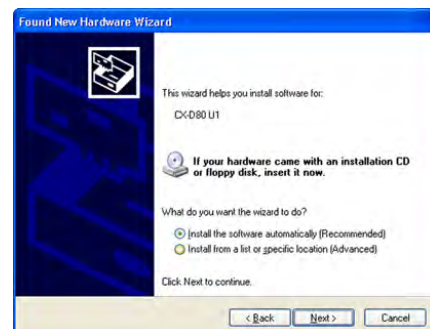 Found New Hardware Wizard
This wizard helps you install software for:
CX-D80 U1
If your hardware came with an installation CD
or floppy disk, insert it now.
What do you want the wizard to do?
Install the software automatically (Recommended)
Install from a list or specific location (Advanced)
Click Next to continue.
< Back Next > Cancel